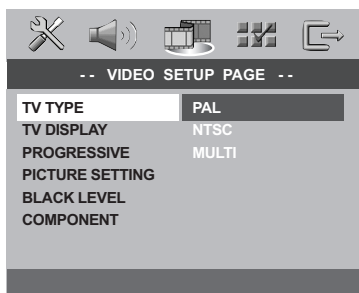 -- VIDEO SETUP PAGE --
TV TYPE PAL
TV DISPLAY NTSC
PROGRESSIVE MULTI
PICTURE SETTING
BLACK LEVEL
COMPONENT